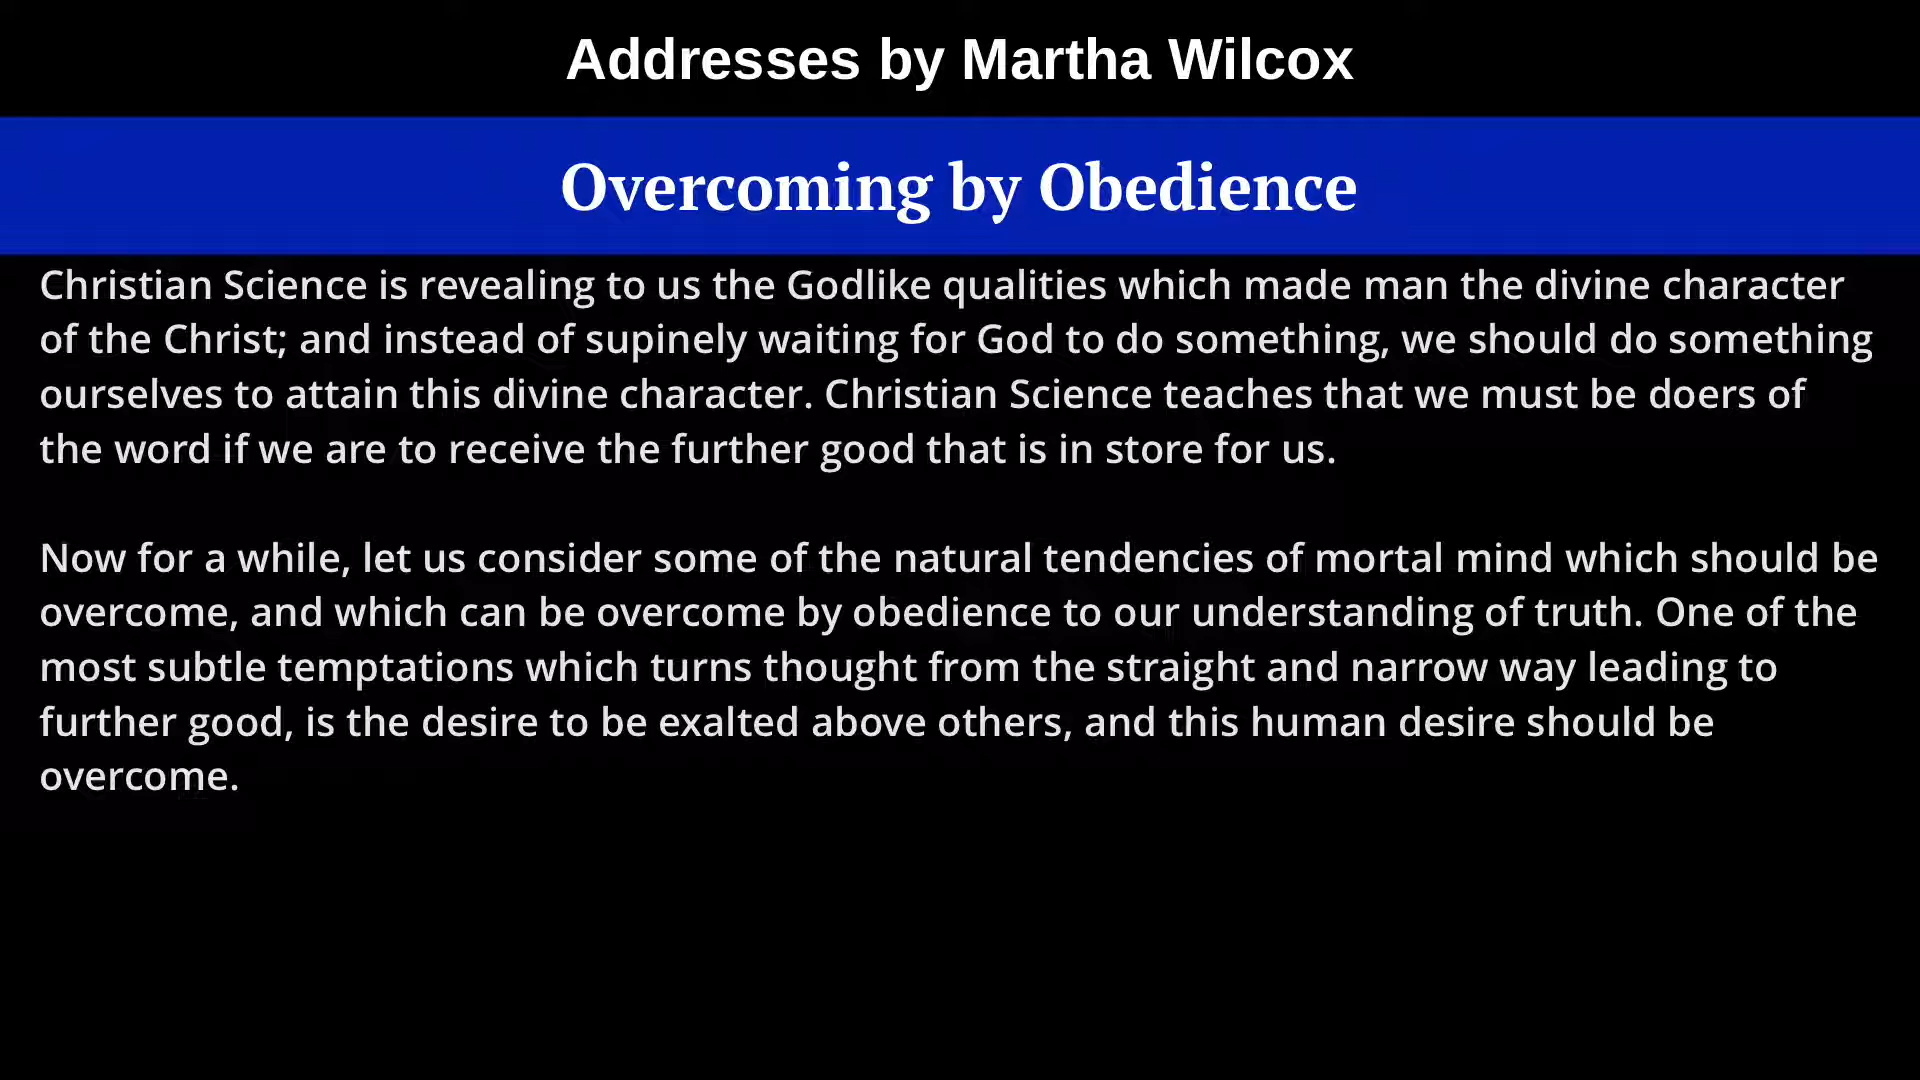 Addresses by Martha Wilcox
Overcoming by Obedience
Christian Science is revealing to us the Godlike qualities which made man the divine character
of the Christ; and instead of supinely waiting for God to do something, we should do something
ourselves to attain this divine character. Christian Science teaches that we must be doers of
the word if we are to receive the further good that is in store for us.
Now for a while, let us consider some of the natural tendencies of mortal mind which should be
overcome, and which can be overcome by obedience to our understanding of truth. One of the
most subtle temptations which turns thought from the straight and narrow way leading to
further good, is the desire to be exalted above others, and this human desire should be
overcome.